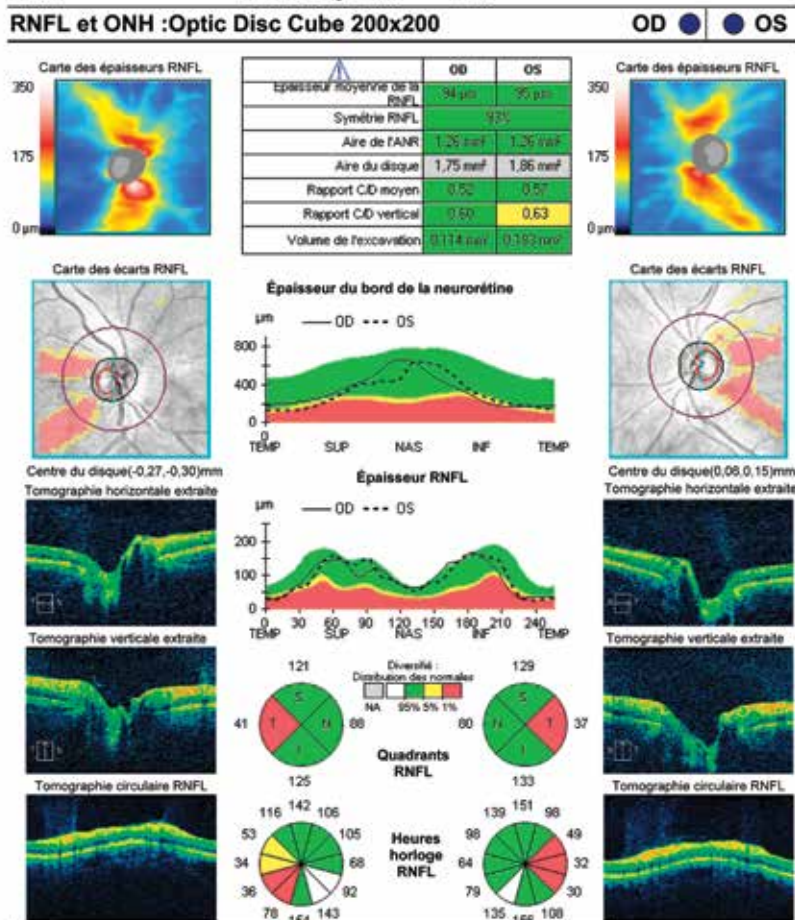 RNFL et ONH :Optic Disc Cube 200x200 OD OS
Carte des épaisseurs RNFL
350
175
0 µm
OD OS
Epaisseur moyenne de la RNFL 94 µm 95 µm
Symétrie RNFL 93%
Aire de l'ANR 1,26 mm² 1,26 mm²
Aire du disque 1,75 mm² 1,86 mm²
Rapport C/D moyen 0,52 0,57
Rapport C/D vertical 0,60 0,63
Volume de l'excavation 0,114 mm³ 0,193 mm³
Carte des épaisseurs RNFL
350
175
0 µm
Carte des écarts RNFL
Centre du disque(-0,27,-0,30)mm
Épaisseur du bord de la neurorétine
µm OD OS
800
400
0
0
TEMP SUP NAS INF TEMP
Carte des écarts RNFL
Centre du disque(0,06,0,15)mm
Tomographie horizontale extraite
Épaisseur RNFL
µm OD OS
200
100
0
0 30 60 90 120 150 180 210 240
TEMP SUP NAS INF TEMP
Tomographie horizontale extraite
Tomographie verticale extraite
121
S
41 T N 88
I
125
Diversifié :
Distribution des normales
NA 95% 5% 1%
Quadrants
RNFL
129
S
80 N T 37
I
133
Tomographie verticale extraite
Tomographie circulaire RNFL
142
116 106
53 105
34 68
36 92
78 143
Heures
horloge
RNFL
151
139 98
98 49
64 32
79 30
135 108
Tomographie circulaire RNFL